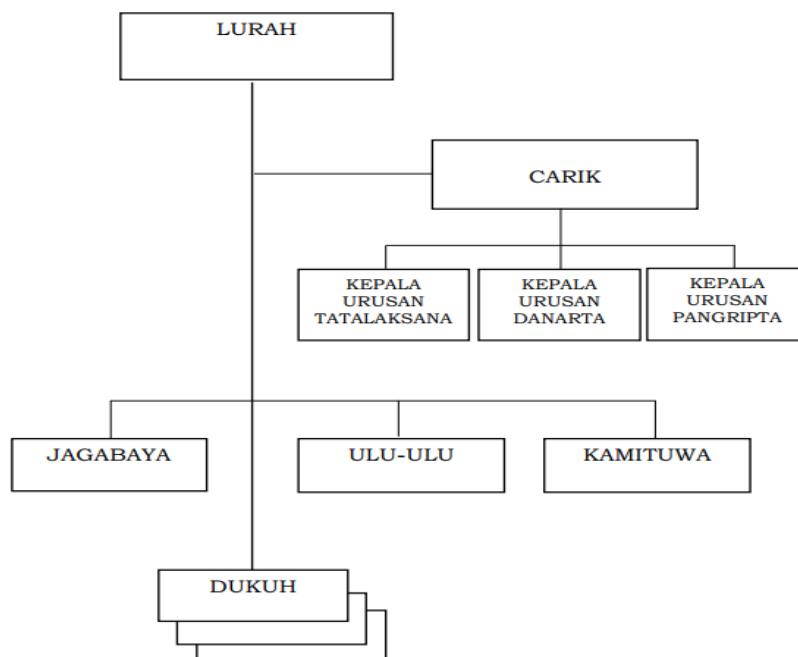 LURAH
CARIK
KEPALA
URUSAN
TATALAKSANA
KEPALA
URUSAN
DANARTA
KEPALA
URUSAN
PANGRIPTA
JAGABAYA
ULU-ULU
KAMITUWA
DUKUH